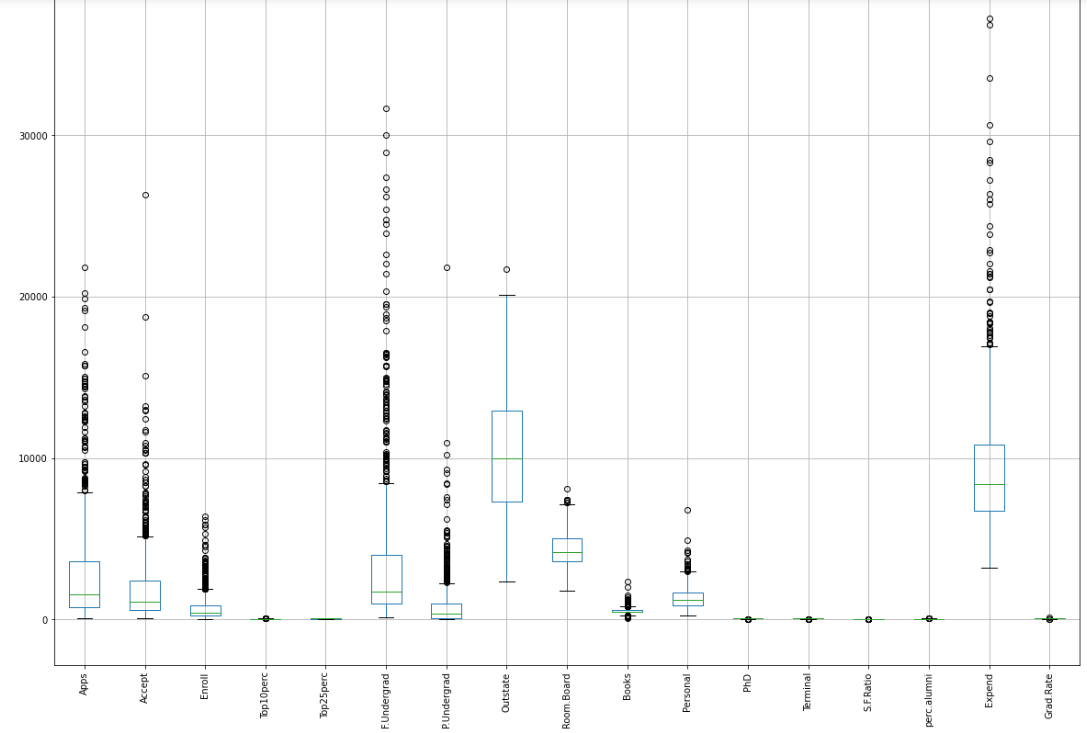 30000
20000
10000
0
Apps
Accept
Enroll
Top10perc
Top25perc
F.Undergrad
P.Undergrad
Outstate
Room.Board
Books
Personal
PhD
Terminal
S.F.Ratio
perc.alumni
Expend
Grad.Rate